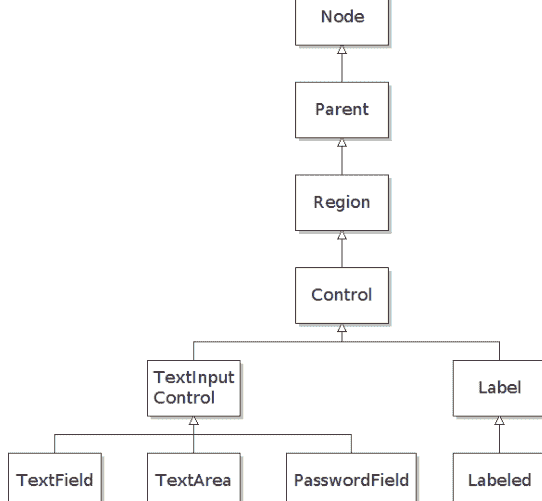 Node
Parent
Region
Control
TextInput
Control
Label
TextField
TextArea
PasswordField
Labeled